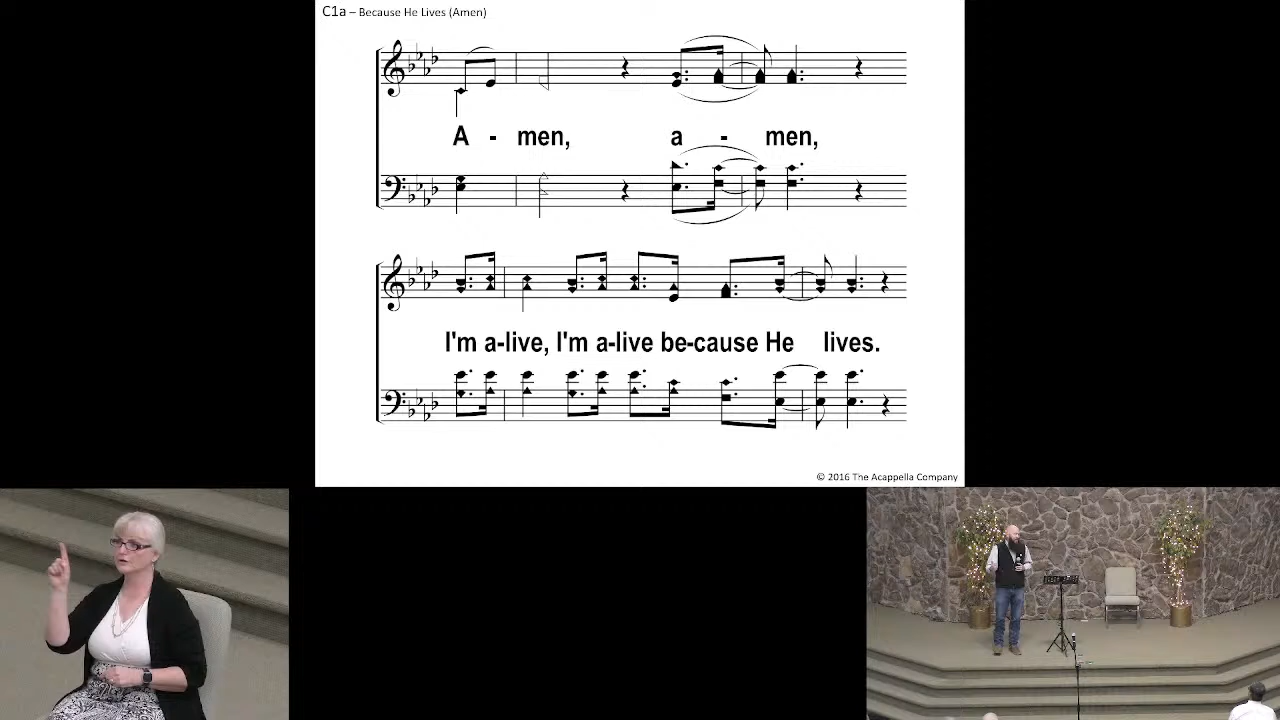 C1a – Because He Lives (Amen)
A - men, a - men,
I'm a-live, I'm a-live be-cause He lives.
© 2016 The Acappella Company